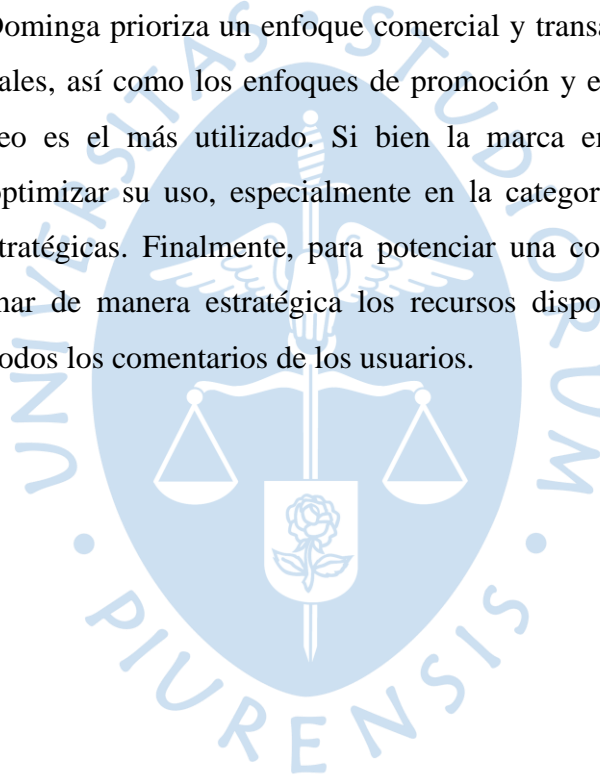 Dominga prioriza un enfoque comercial y transa
ales, así como los enfoques de promoción y e
eo es el más utilizado. Si bien la marca en
optimizar su uso, especialmente en la categor
tratégicas. Finalmente, para potenciar una co
nar de manera estratégica los recursos dispo
odos los comentarios de los usuarios.
UNIVERSITAS • STUDIORUM • PIURENSIS •